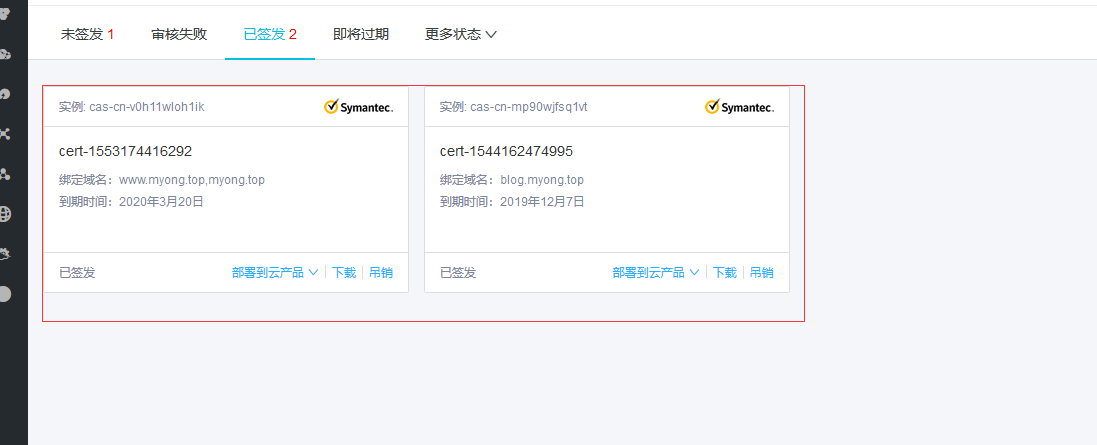 未签发 1 审核失败 已签发 2 即将过期 更多状态
实例: cas-cn-v0h11wloh1ik Symantec.
实例: cas-cn-mp90wjfsq1vt Symantec.
cert-1553174416292
绑定域名：www.myong.top,myong.top
到期时间：2020年3月20日
已签发 部署到云产品 下载 吊销
cert-1544162474995
绑定域名：blog.myong.top
到期时间：2019年12月7日
已签发 部署到云产品 下载 吊销